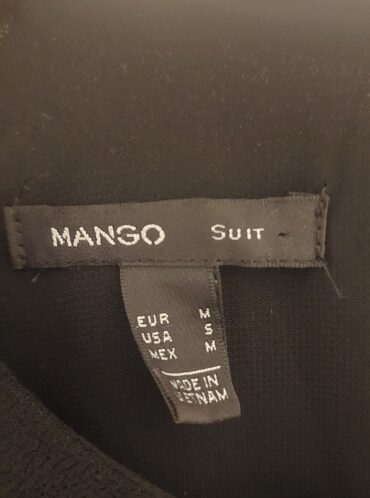 MANGO SUIT
EUR M
USA S
MEX M
MADE IN
VIETNAM